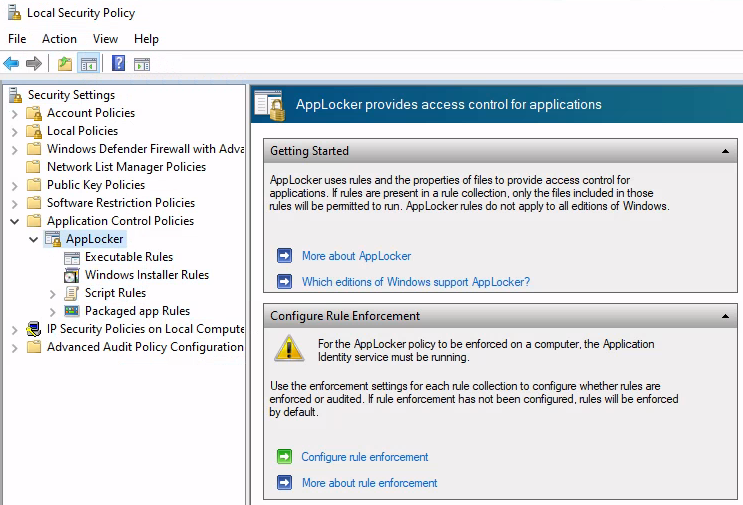 Local Security Policy
File Action View Help
Security Settings
Account Policies
Local Policies
Windows Defender Firewall with Adva
Network List Manager Policies
Public Key Policies
Software Restriction Policies
Application Control Policies
AppLocker
Executable Rules
Windows Installer Rules
Script Rules
Packaged app Rules
IP Security Policies on Local Compute
Advanced Audit Policy Configuration
AppLocker provides access control for applications
Getting Started
AppLocker uses rules and the properties of files to provide access control for
applications. If rules are present in a rule collection, only the files included in those
rules will be permitted to run. AppLocker rules do not apply to all editions of Windows.
More about AppLocker
Which editions of Windows support AppLocker?
Configure Rule Enforcement
For the AppLocker policy to be enforced on a computer, the Application
Identity service must be running.
Use the enforcement settings for each rule collection to configure whether rules are
enforced or audited. If rule enforcement has not been configured, rules will be enforced
by default.
Configure rule enforcement
More about rule enforcement